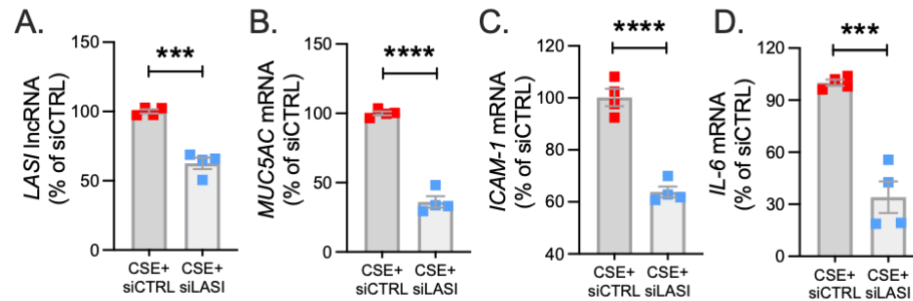 A.
LASI lncRNA
(% of siCTRL)
150
100
50
0
***
CSE+
siCTRL
CSE+
siLASI
B.
MUC5AC mRNA
(% of siCTRL)
150
100
50
0
****
CSE+
siCTRL
CSE+
siLASI
C.
ICAM-1 mRNA
(% of siCTRL)
120
100
80
60
40
****
CSE+
siCTRL
CSE+
siLASI
D.
IL-6 mRNA
(% of siCTRL)
120
90
60
30
0
***
CSE+
siCTRL
CSE+
siLASI